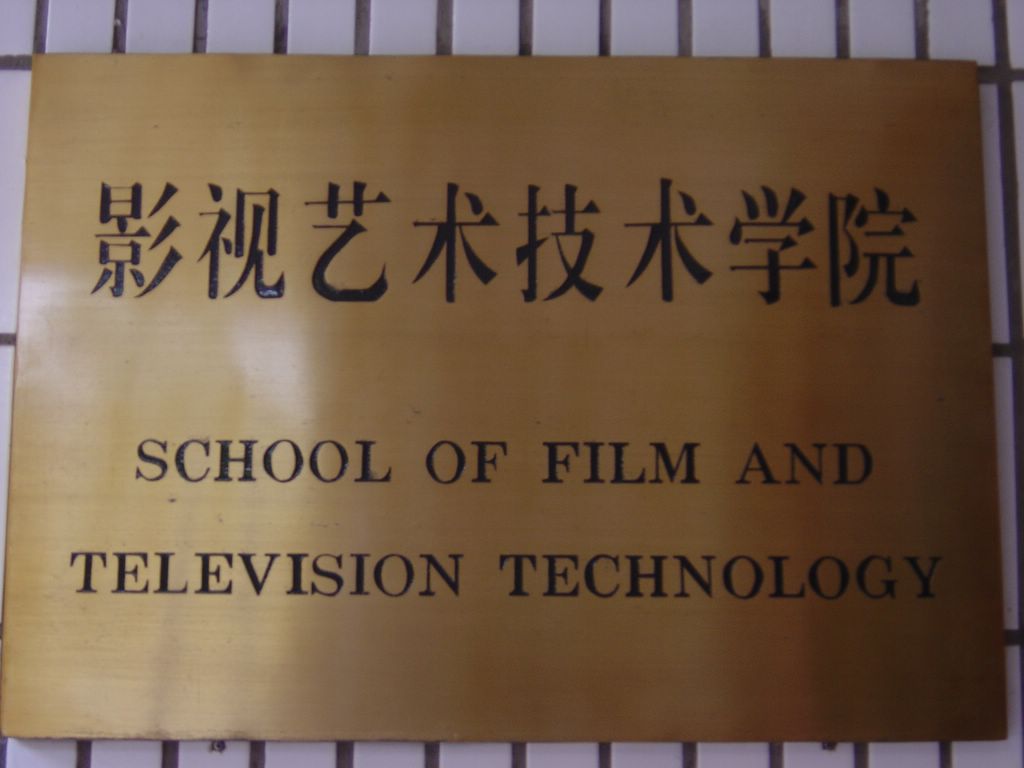 影视艺术技术学院
SCHOOL OF FILM AND
TELEVISION TECHNOLOGY